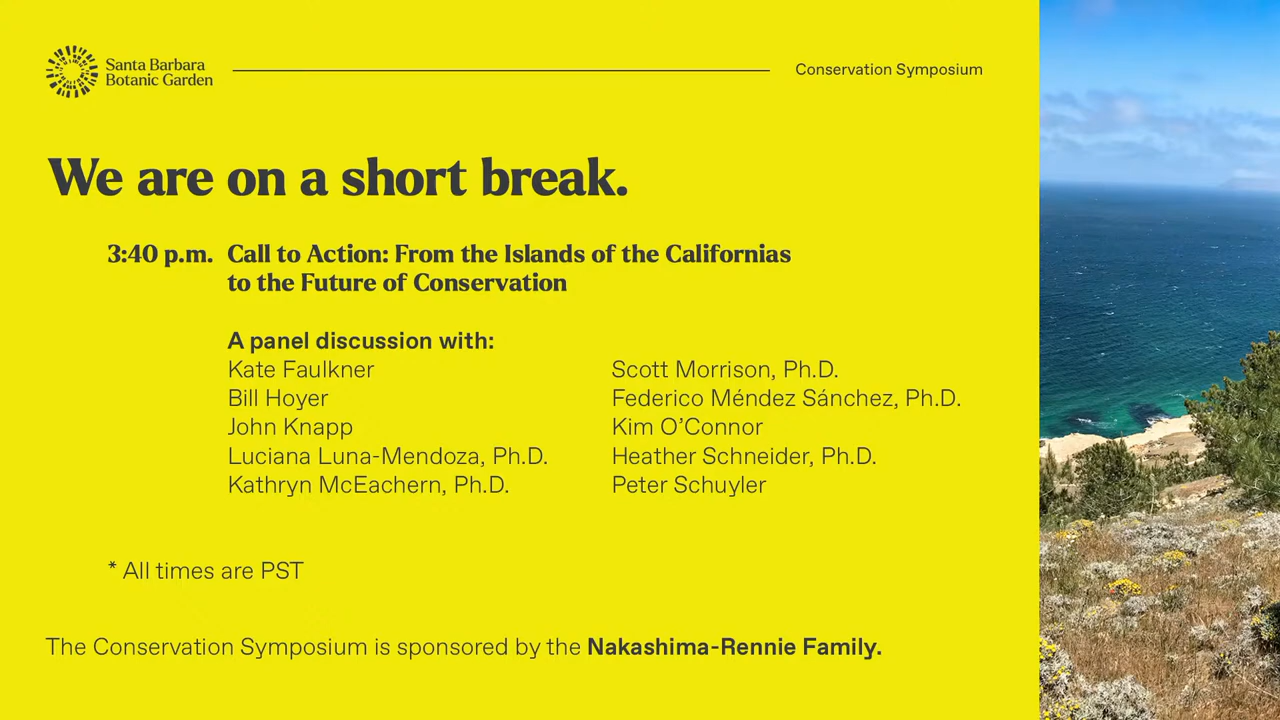 Santa Barbara
Botanic Garden
Conservation Symposium
We are on a short break.
3:40 p.m. Call to Action: From the Islands of the Californias
to the Future of Conservation
A panel discussion with:
Kate Faulkner
Bill Hoyer
John Knapp
Luciana Luna-Mendoza, Ph.D.
Kathryn McEachern, Ph.D.
Scott Morrison, Ph.D.
Federico Méndez Sánchez, Ph.D.
Kim O’Connor
Heather Schneider, Ph.D.
Peter Schuyler
* All times are PST
The Conservation Symposium is sponsored by the Nakashima-Rennie Family.